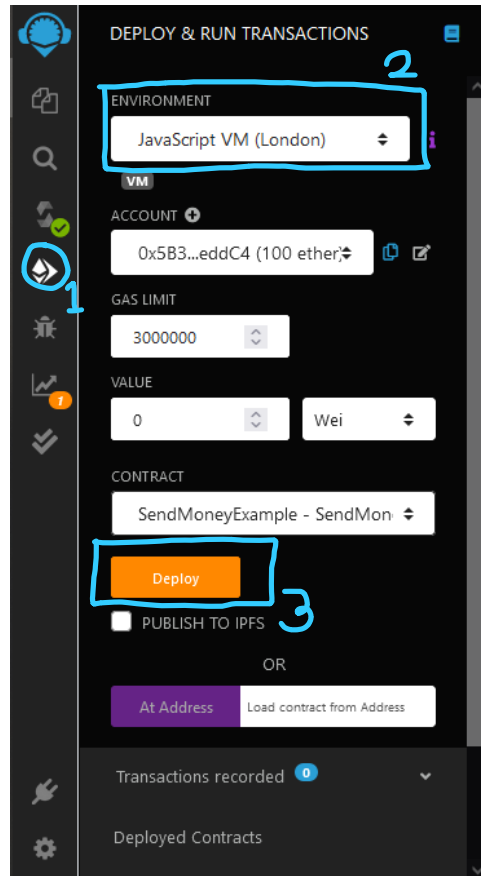 DEPLOY & RUN TRANSACTIONS
2
ENVIRONMENT
JavaScript VM (London)
i
VM
ACCOUNT
0x5B3...eddC4 (100 ether)
1
GAS LIMIT
3000000
VALUE
1
0
Wei
CONTRACT
SendMoneyExample - SendMon
Deploy
3
PUBLISH TO IPFS
OR
At Address
Load contract from Address
Transactions recorded 0
Deployed Contracts